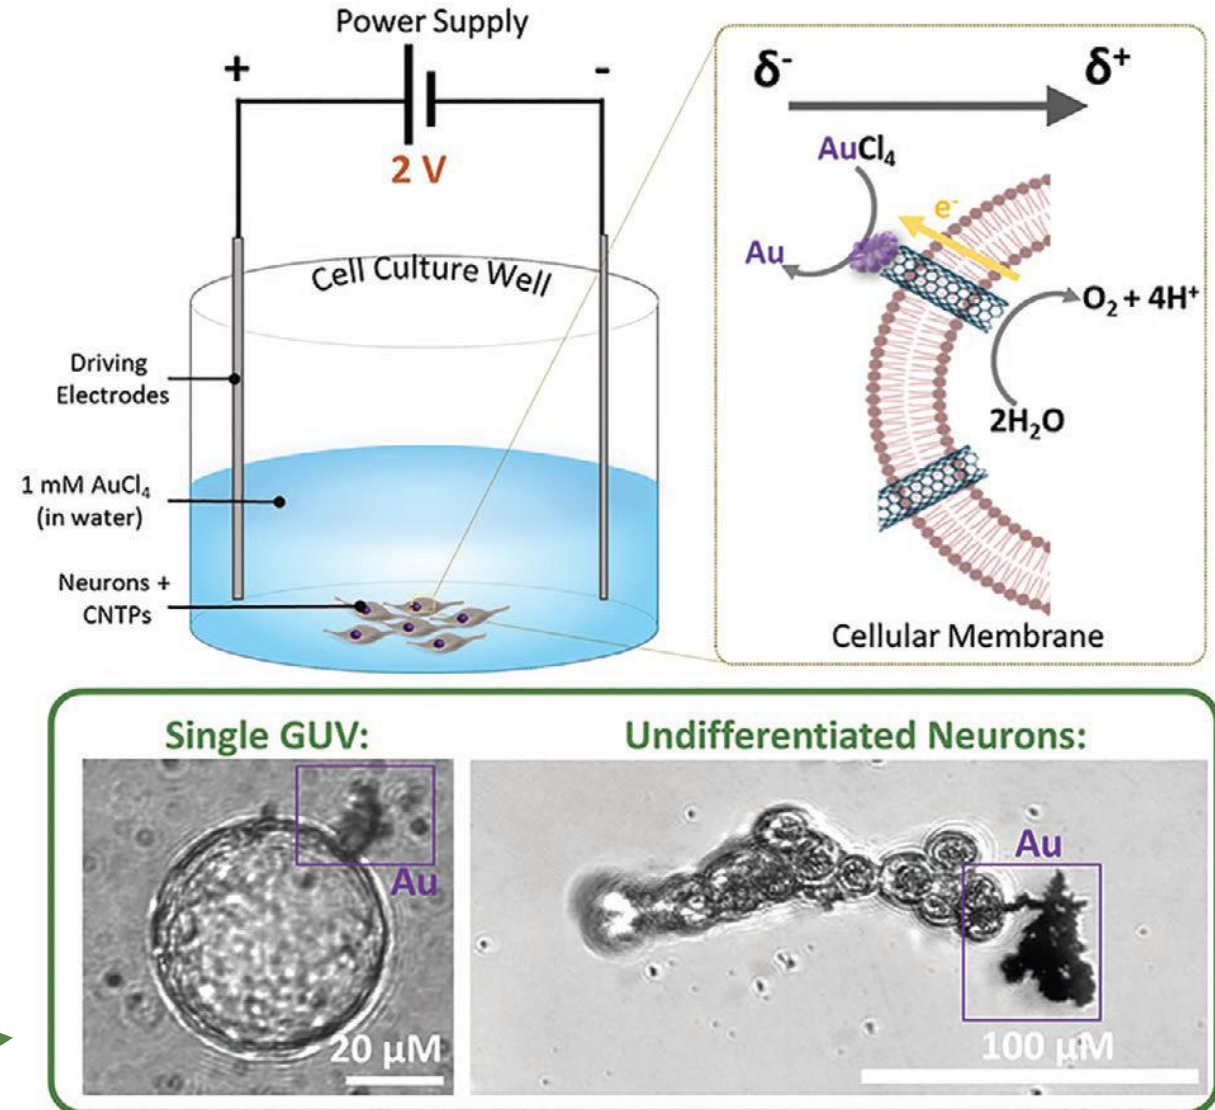 Power Supply
+ -
2 V
Cell Culture Well
Driving
Electrodes
1 mM AuCl₄
(in water)
Neurons +
CNTPs
δ⁻ δ⁺
AuCl₄
e⁻
Au
O₂ + 4H⁺
2H₂O
Cellular Membrane
Single GUV:
Au
20 µM
Undifferentiated Neurons:
Au
100 µM